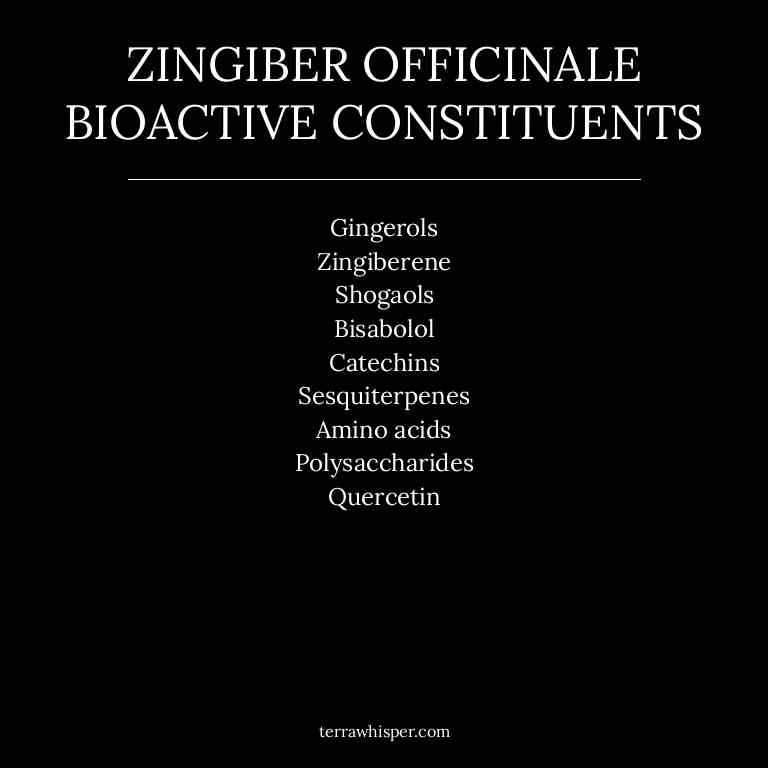 ZINGIBER OFFICINALE
BIOACTIVE CONSTITUENTS
Gingerols
Zingiberene
Shogaols
Bisabolol
Catechins
Sesquiterpenes
Amino acids
Polysaccharides
Quercetin
terrawhisper.com